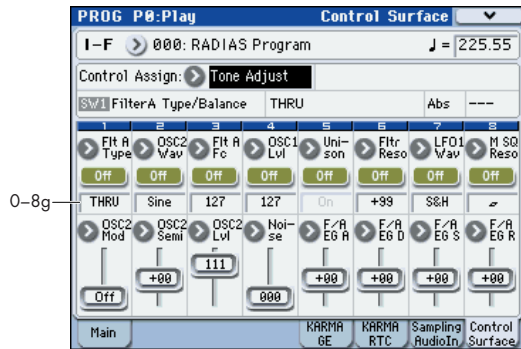 PROG P0:Play Control Surface
I-F 000: RADIAS Program ♩= 225.55
Control Assign: Tone Adjust
SW1 FilterA Type/Balance THRU Abs ---
1 2 3 4 5 6 7 8
Flt A Type OSC2 Wav Flt A Fc OSC1 Lvl Uni-son Fltr Reso LFO1 Wav M SQ Reso
Off Off Off Off Off Off Off Off
0-8g THRU Sine 127 127 On +99 S&H
OSC2 Mod OSC2 Semi OSC2 Lvl Noi-se F/A EG A F/A EG D F/A EG S F/A EG R
Off +00 111 000 +00 +00 +00 +00
Main KARMA GE KARMA RTC Sampling AudioIn Control Surface